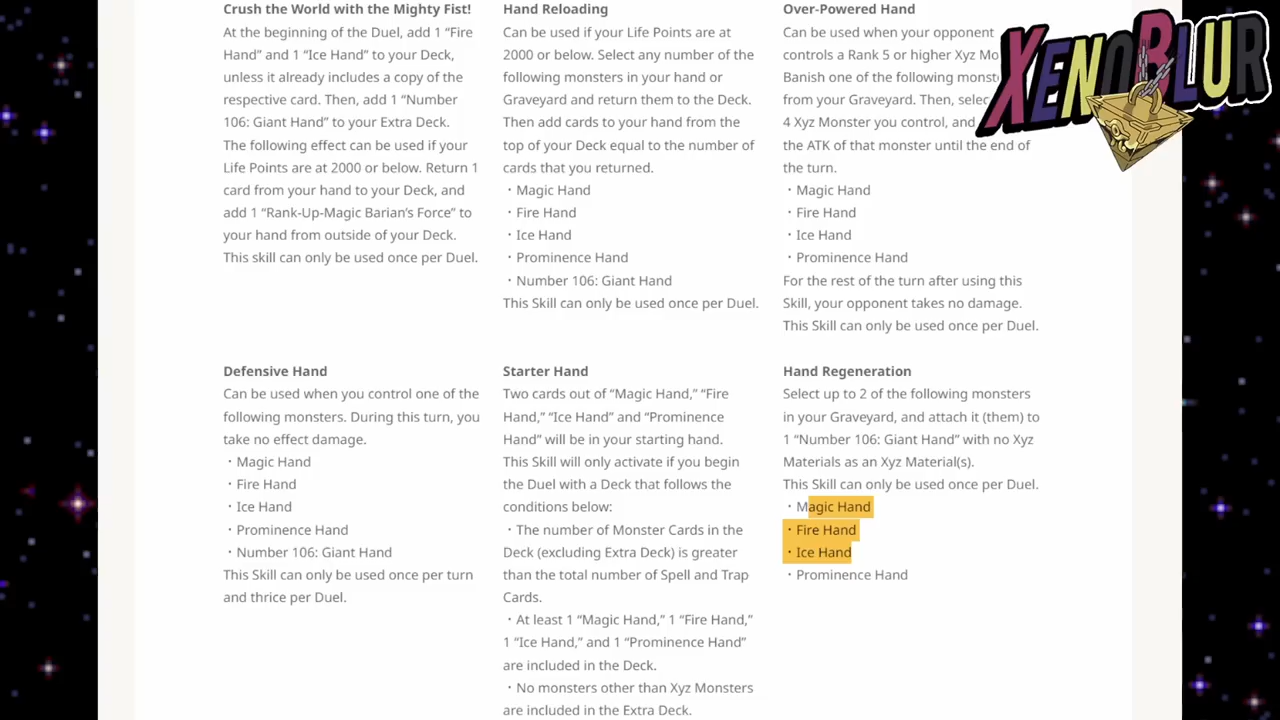 Crush the World with the Mighty Fist!
At the beginning of the Duel, add 1 “Fire
Hand” and 1 “Ice Hand” to your Deck,
unless it already includes a copy of the
respective card. Then, add 1 “Number
106: Giant Hand” to your Extra Deck.
The following effect can be used if your
Life Points are at 2000 or below. Return 1
card from your hand to your Deck, and
add 1 “Rank-Up-Magic Barian’s Force” to
your hand from outside of your Deck.
This skill can only be used once per Duel.
Hand Reloading
Can be used if your Life Points are at
2000 or below. Select any number of the
following monsters in your hand or
Graveyard and return them to the Deck.
Then add cards to your hand from the
top of your Deck equal to the number of
cards that you returned.
・Magic Hand
・Fire Hand
・Ice Hand
・Prominence Hand
・Number 106: Giant Hand
This Skill can only be used once per Duel.
Over-Powered Hand
Can be used when your opponent
controls a Rank 5 or higher Xyz Mo
Banish one of the following monst
from your Graveyard. Then, selec
4 Xyz Monster you control, and
the ATK of that monster until the end of
the turn.
・Magic Hand
・Fire Hand
・Ice Hand
・Prominence Hand
For the rest of the turn after using this
Skill, your opponent takes no damage.
This Skill can only be used once per Duel.
XENOBLUR
Defensive Hand
Can be used when you control one of the
following monsters. During this turn, you
take no effect damage.
・Magic Hand
・Fire Hand
・Ice Hand
・Prominence Hand
・Number 106: Giant Hand
This Skill can only be used once per turn
and thrice per Duel.
Starter Hand
Two cards out of “Magic Hand,” “Fire
Hand,” “Ice Hand” and “Prominence
Hand” will be in your starting hand.
This Skill will only activate if you begin
the Duel with a Deck that follows the
conditions below:
・The number of Monster Cards in the
Deck (excluding Extra Deck) is greater
than the total number of Spell and Trap
Cards.
・At least 1 “Magic Hand,” 1 “Fire Hand,”
1 “Ice Hand,” and 1 “Prominence Hand”
are included in the Deck.
・No monsters other than Xyz Monsters
are included in the Extra Deck.
Hand Regeneration
Select up to 2 of the following monsters
in your Graveyard, and attach it (them) to
1 “Number 106: Giant Hand” with no Xyz
Materials as an Xyz Material(s).
This Skill can only be used once per Duel.
・Magic Hand
・Fire Hand
・Ice Hand
・Prominence Hand